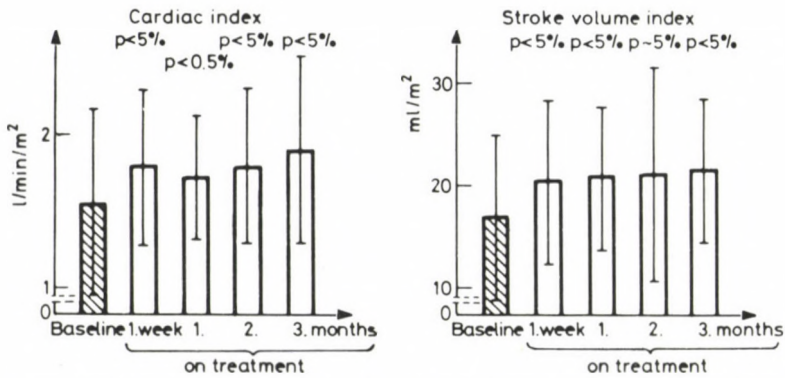 Cardiac index
p<5% p<5% p<5%
p<0.5%
l/min/m²
2
1
0
Baseline 1.week 1. 2. 3. months
on treatment
Stroke volume index
p<5% p<5% p~5% p<5%
ml/m²
30
20
10
0
Baseline 1.week 1. 2. 3. months
on treatment